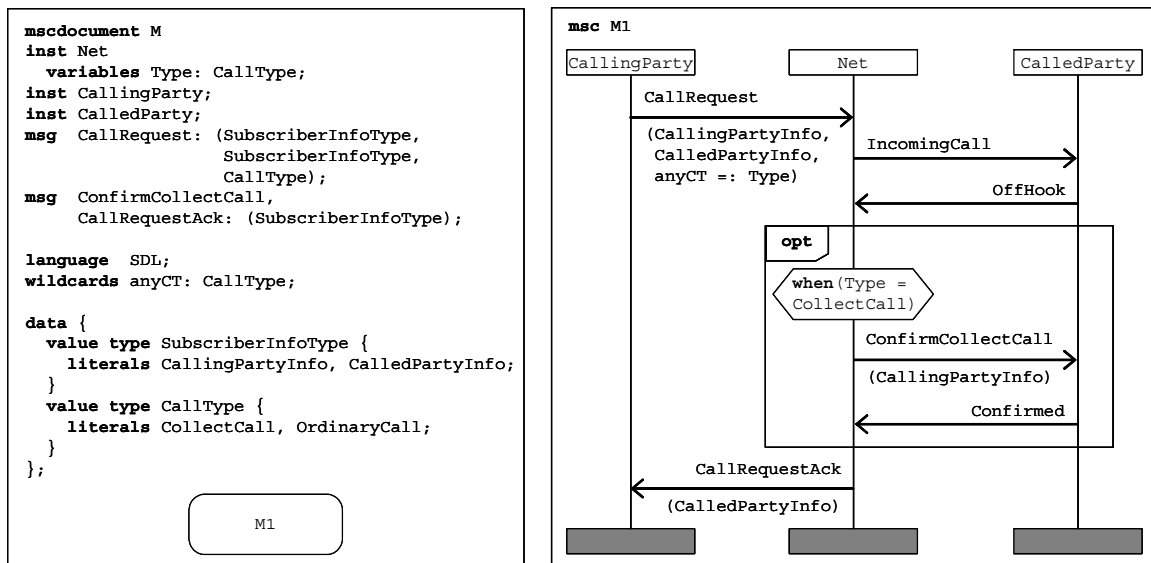 mscdocument M
inst Net
variables Type: CallType;
inst CallingParty;
inst CalledParty;
msg CallRequest: (SubscriberInfoType,
SubscriberInfoType,
CallType);
msg ConfirmCollectCall,
CallRequestAck: (SubscriberInfoType);
language SDL;
wildcards anyCT: CallType;
data {
value type SubscriberInfoType {
literals CallingPartyInfo, CalledPartyInfo;
}
value type CallType {
literals CollectCall, OrdinaryCall;
}
};
M1
msc M1
CallingParty Net CalledParty
CallRequest
(CallingPartyInfo,
CalledPartyInfo,
anyCT =: Type)
IncomingCall
OffHook
opt
when(Type =
CollectCall)
ConfirmCollectCall
(CallingPartyInfo)
Confirmed
CallRequestAck
(CalledPartyInfo)